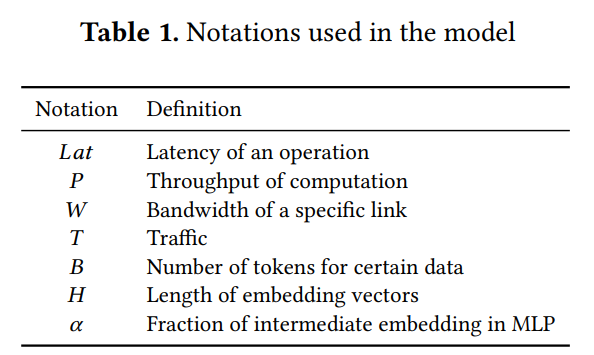 Table 1. Notations used in the model
Notation Definition
Lat Latency of an operation
P Throughput of computation
W Bandwidth of a specific link
T Traffic
B Number of tokens for certain data
H Length of embedding vectors
α Fraction of intermediate embedding in MLP